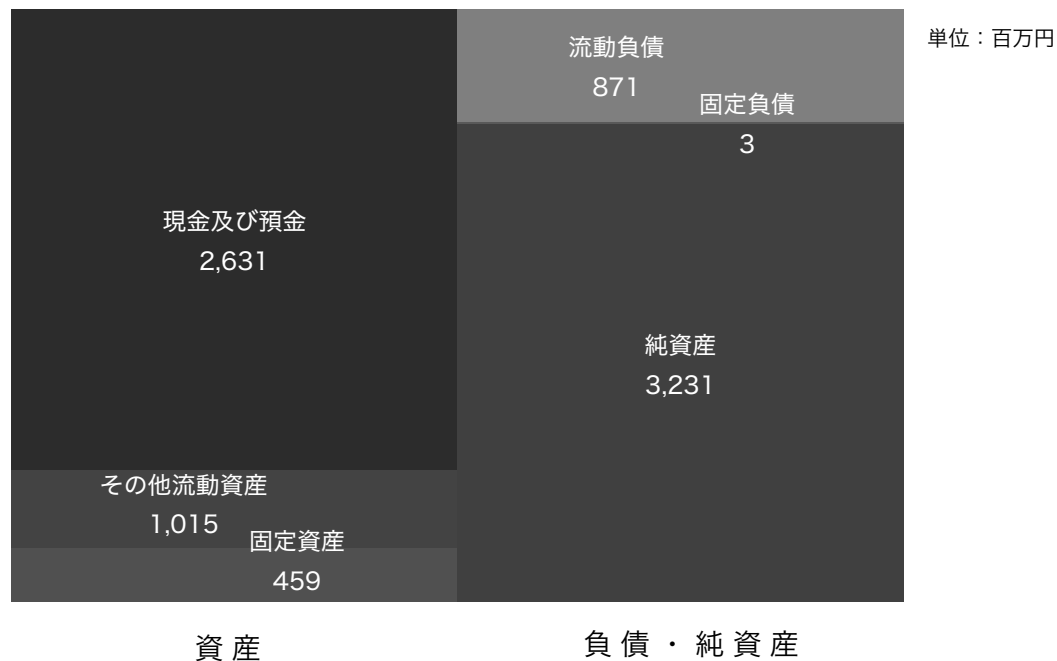 単位：百万円
現金及び預金
2,631
その他流動資産
1,015
固定資産
459
資産
流動負債
871
固定負債
3
純資産
3,231
負債・純資産